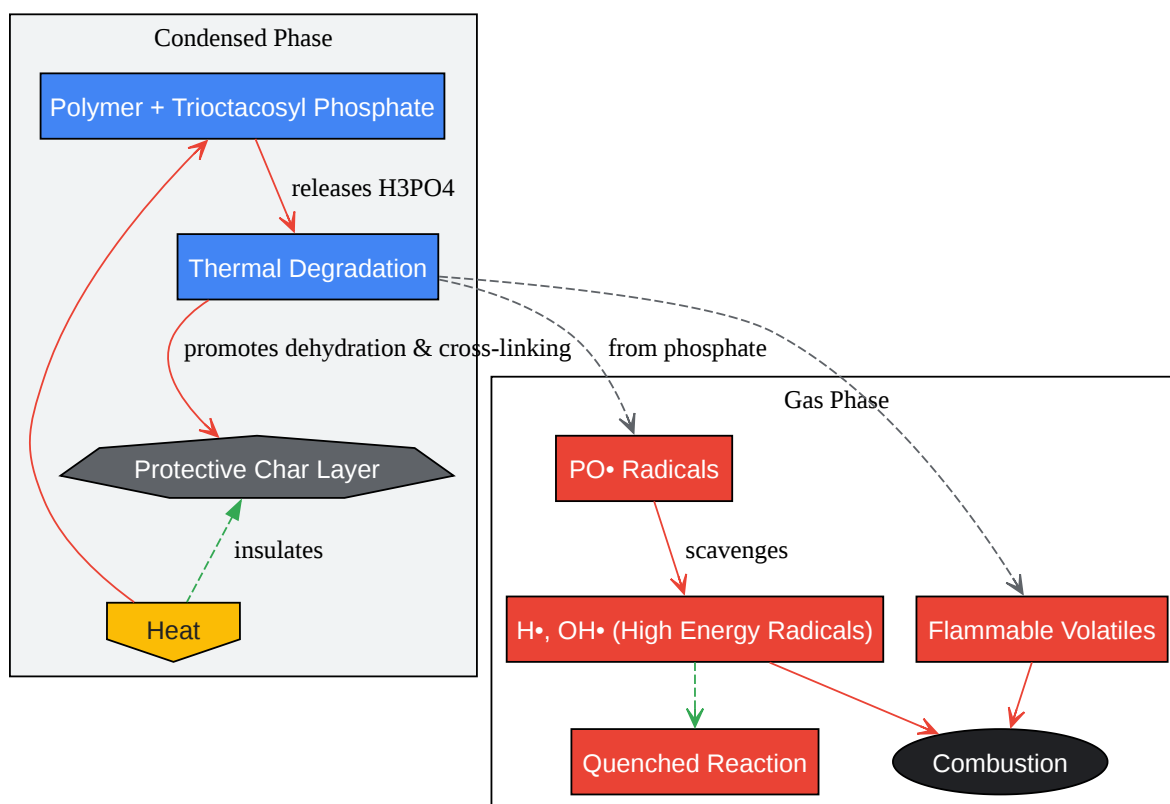 Condensed Phase
Polymer + Trioctacosyl Phosphate
releases H3PO4
Thermal Degradation
promotes dehydration & cross-linking
from phosphate
Gas Phase
Protective Char Layer
PO• Radicals
insulates
scavenges
Heat
H•, OH• (High Energy Radicals)
Flammable Volatiles
Quenched Reaction
Combustion